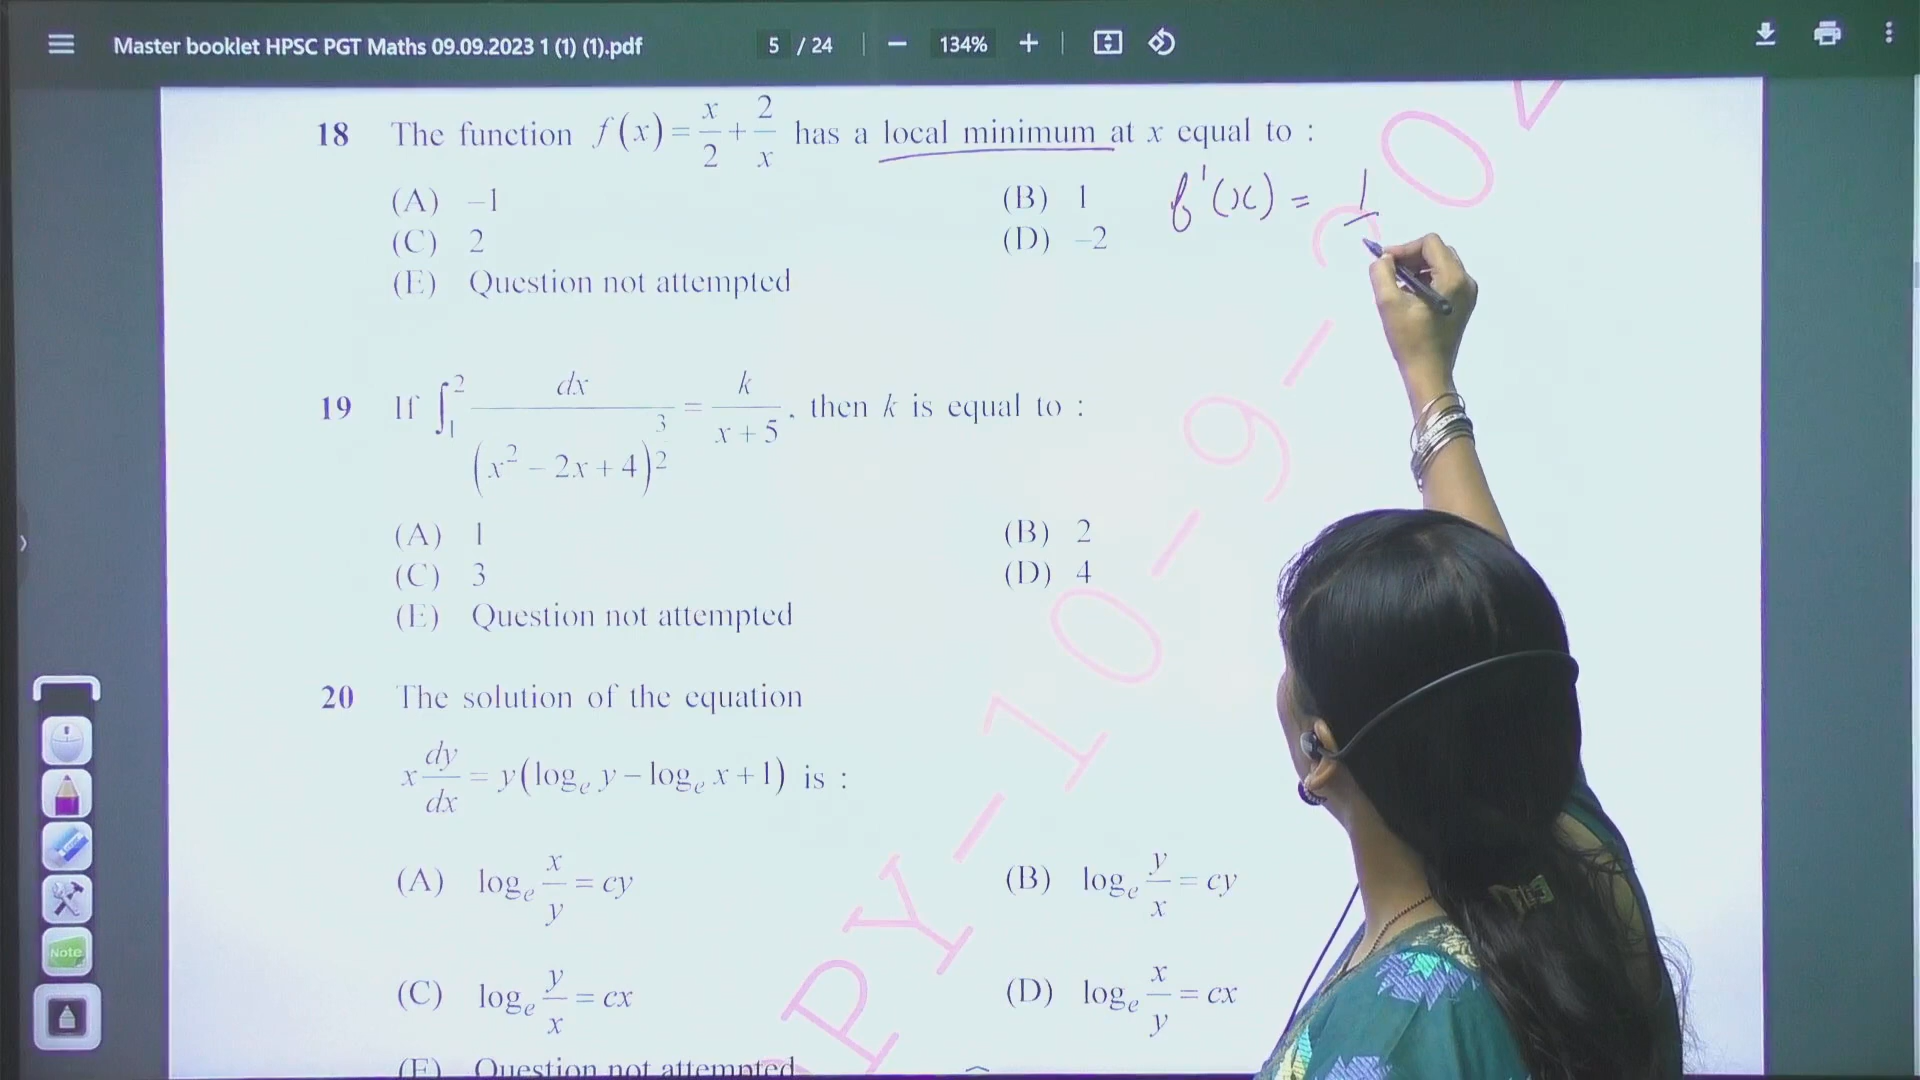 Master booklet HPSC PGT Maths 09.09.2023 1 (1) (1).pdf 5 / 24 134%
18 The function f(x) = x/2 + 2/x has a local minimum at x equal to :
(A) –1 (B) 1
f'(x) = 1
(C) 2 (D) –2
(E) Question not attempted
19 If ∫₁² dx/(x² – 2x + 4)^(3/2) = k/(x + 5), then k is equal to :
(A) 1 (B) 2
(C) 3 (D) 4
(E) Question not attempted
20 The solution of the equation
x dy/dx = y(logₑ y – logₑ x + 1) is :
(A) logₑ x/y = cy (B) logₑ y/x = cy
(C) logₑ y/x = cx (D) logₑ x/y = cx
(E) Question not attempted
Note
PY-10-9-20